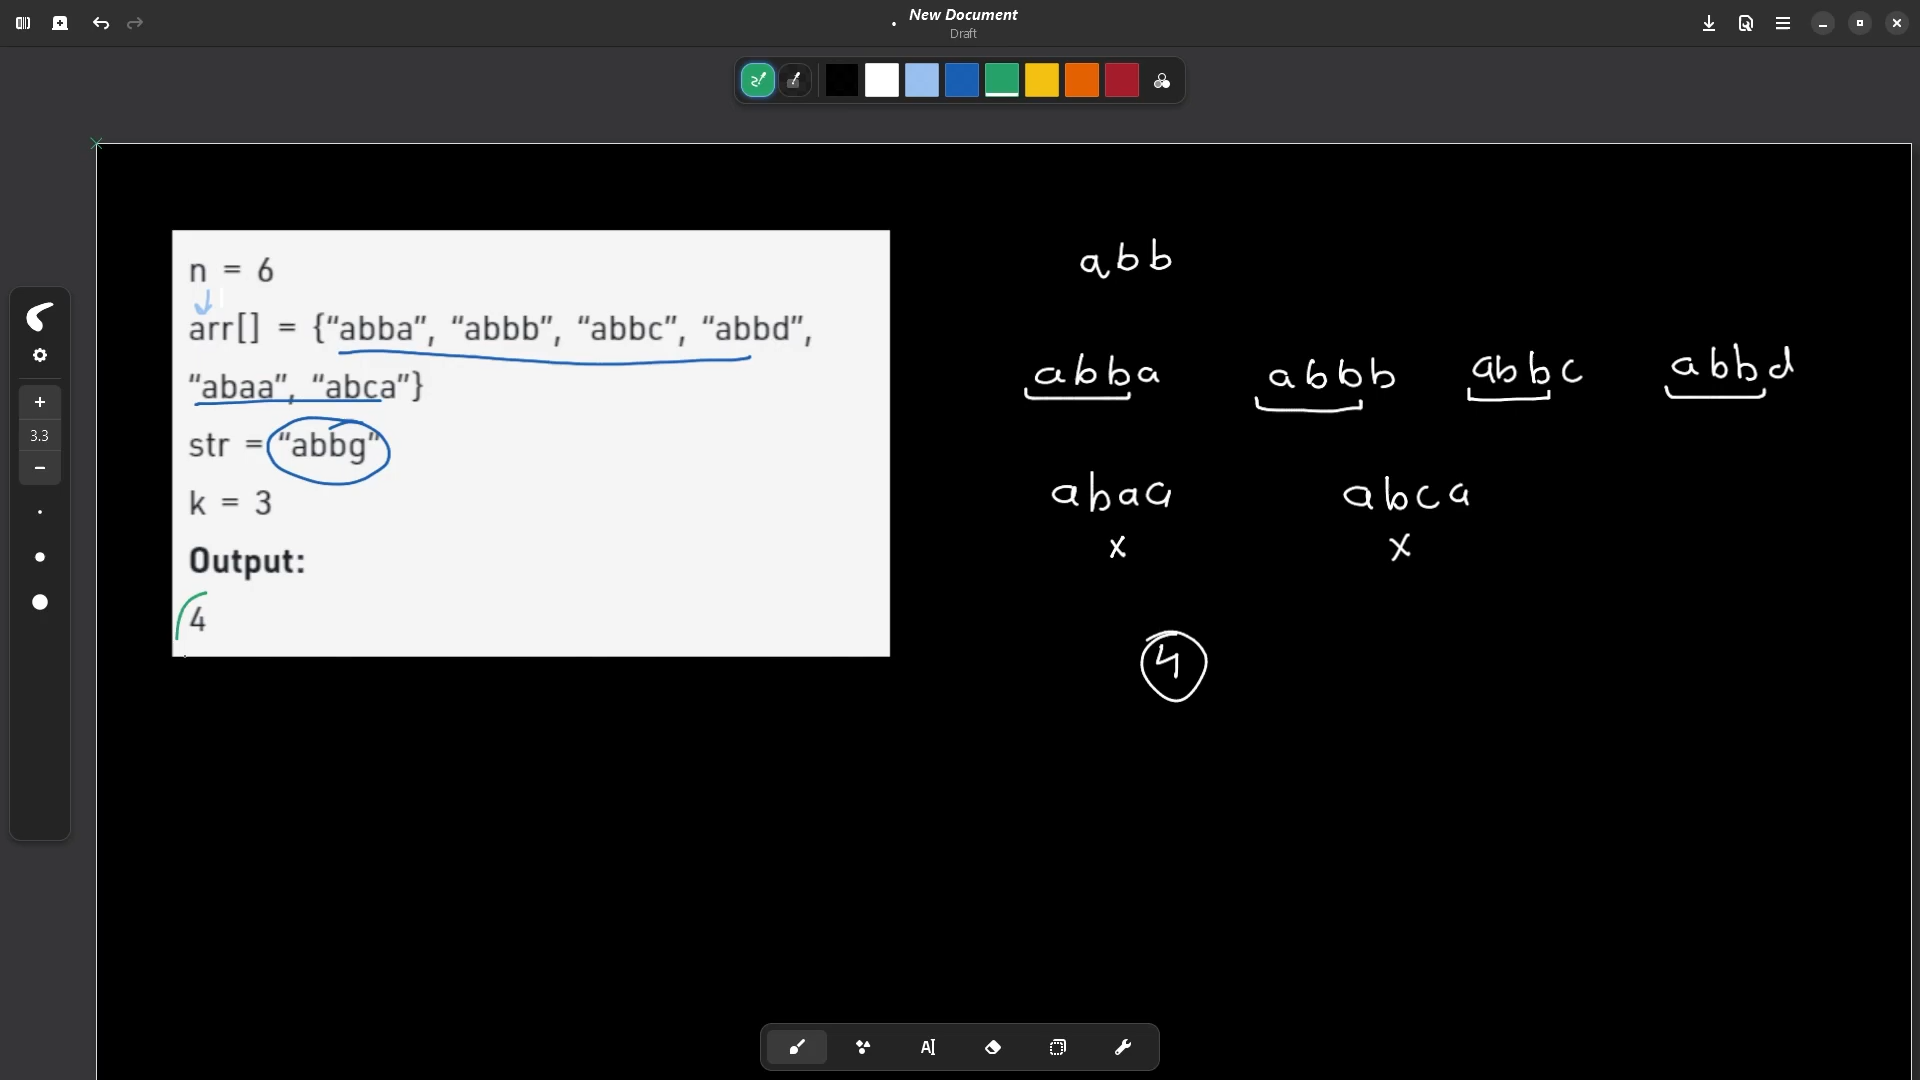 New Document
Draft
n = 6
arr[] = {“abba”, “abbb”, “abbc”, “abbd”,
“abaa”, “abca”}
str = “abbg”
k = 3
Output:
4
abb
abba abbb abbc abbd
abaa abca
x x
4
+
3.3
−
AI